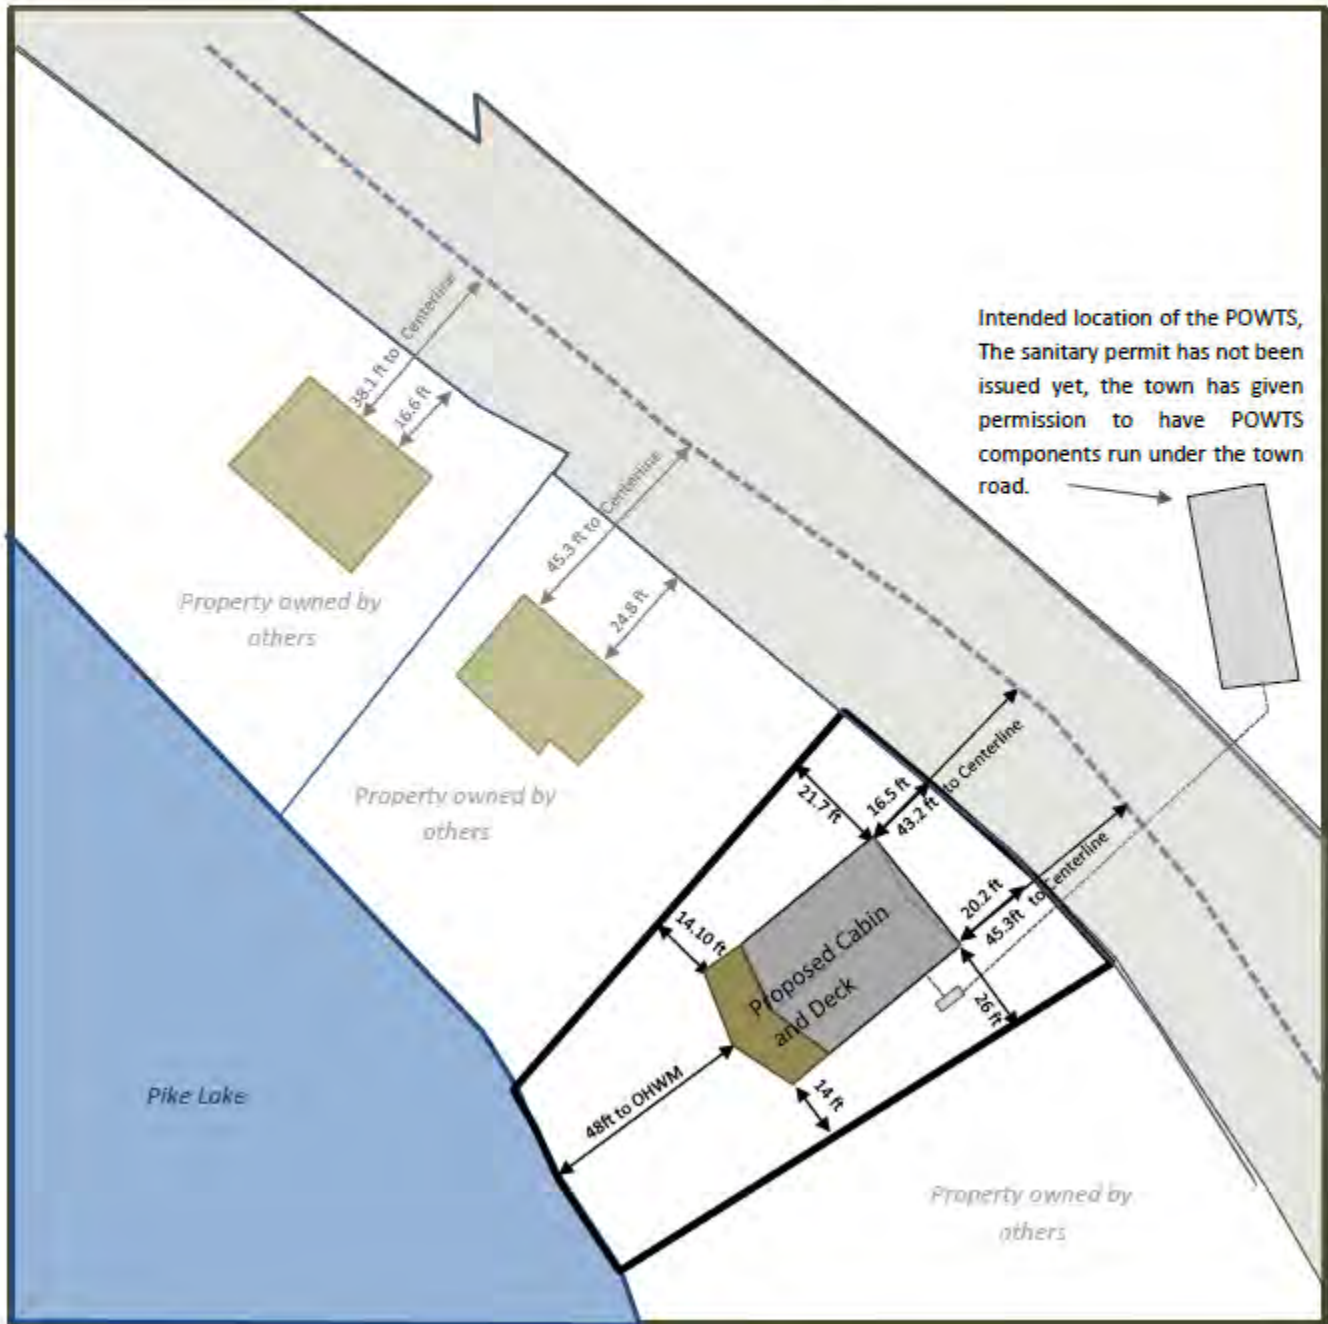 38.1 ft to Centerline
16.6 ft
Intended location of the POWTS,
The sanitary permit has not been
issued yet, the town has given
permission to have POWTS
components run under the town
road.
45.3 ft to Centerline
24.8 ft
Property owned by
others
Property owned by
others
21.7 ft
16.5 ft
43.2 ft to Centerline
20.2 ft
45.3ft to Centerline
14.10 ft
Proposed Cabin
and Deck
26 ft
48ft to OHWM
14 ft
Pike Lake
Property owned by
others